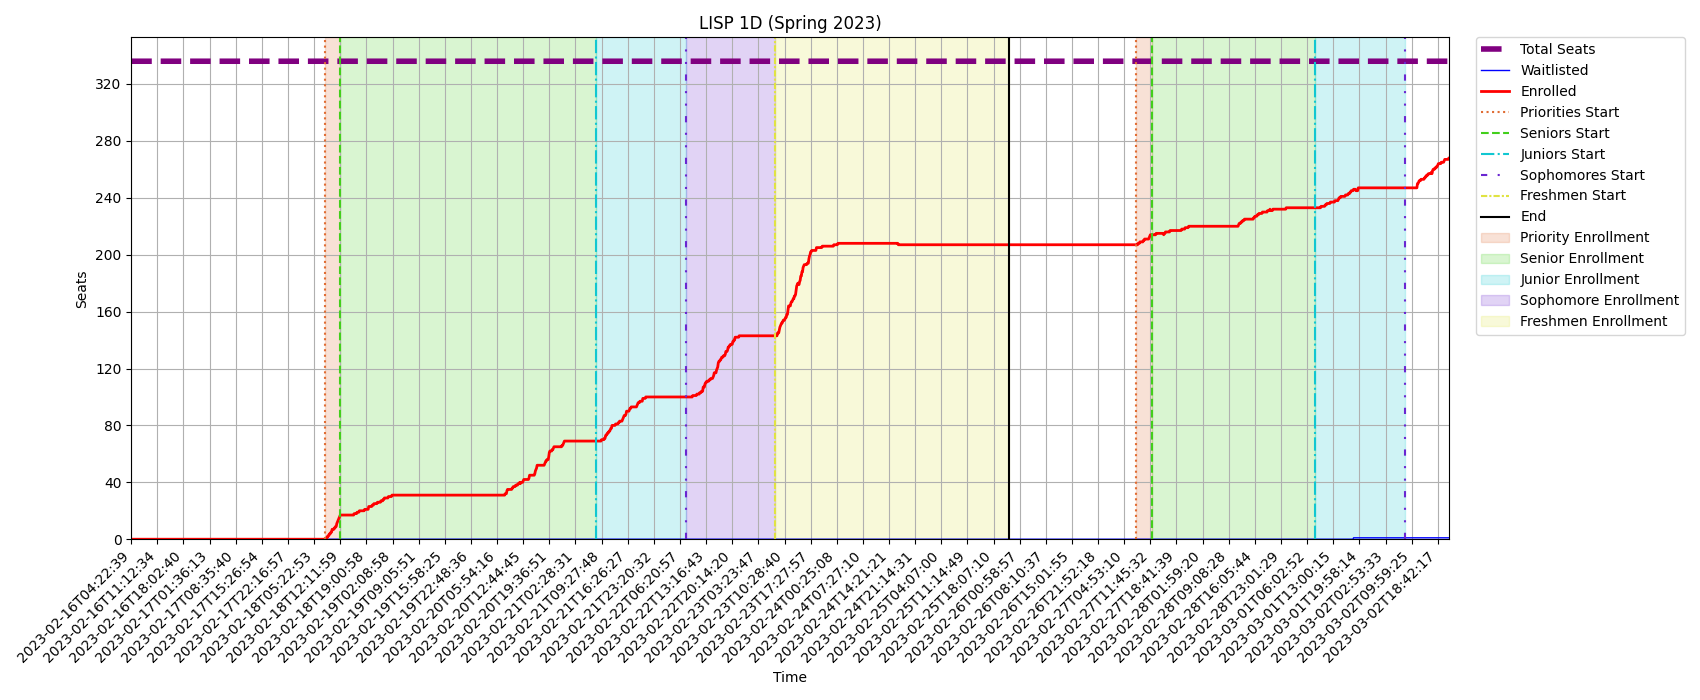 LISP 1D (Spring 2023)
Seats
320
280
240
200
160
120
80
40
0
2023-02-16T04:22:39
2023-02-16T11:12:34
2023-02-16T18:02:40
2023-02-17T01:36:13
2023-02-17T08:35:40
2023-02-17T15:26:54
2023-02-17T22:16:57
2023-02-18T05:22:53
2023-02-18T12:11:59
2023-02-18T19:00:58
2023-02-19T02:08:58
2023-02-19T09:05:51
2023-02-19T15:58:25
2023-02-19T22:48:36
2023-02-20T05:54:16
2023-02-20T12:44:45
2023-02-20T19:36:51
2023-02-21T02:28:31
2023-02-21T09:27:48
2023-02-21T16:26:27
2023-02-21T23:20:32
2023-02-22T06:20:57
2023-02-22T13:16:43
2023-02-22T20:14:20
2023-02-23T03:23:47
2023-02-23T10:28:40
2023-02-23T17:27:57
2023-02-24T00:25:08
2023-02-24T07:27:10
2023-02-24T14:21:21
2023-02-24T21:14:31
2023-02-25T04:07:00
2023-02-25T11:14:49
2023-02-25T18:07:10
2023-02-26T00:58:57
2023-02-26T08:10:37
2023-02-26T15:01:55
2023-02-26T21:52:18
2023-02-27T04:53:10
2023-02-27T11:45:32
2023-02-27T18:41:39
2023-02-28T01:59:20
2023-02-28T09:08:28
2023-02-28T16:05:44
2023-02-28T23:01:29
2023-03-01T06:02:52
2023-03-01T13:00:15
2023-03-01T19:58:14
2023-03-02T02:53:33
2023-03-02T09:59:25
2023-03-02T18:42:17
Time
Total Seats
Waitlisted
Enrolled
Priorities Start
Seniors Start
Juniors Start
Sophomores Start
Freshmen Start
End
Priority Enrollment
Senior Enrollment
Junior Enrollment
Sophomore Enrollment
Freshmen Enrollment